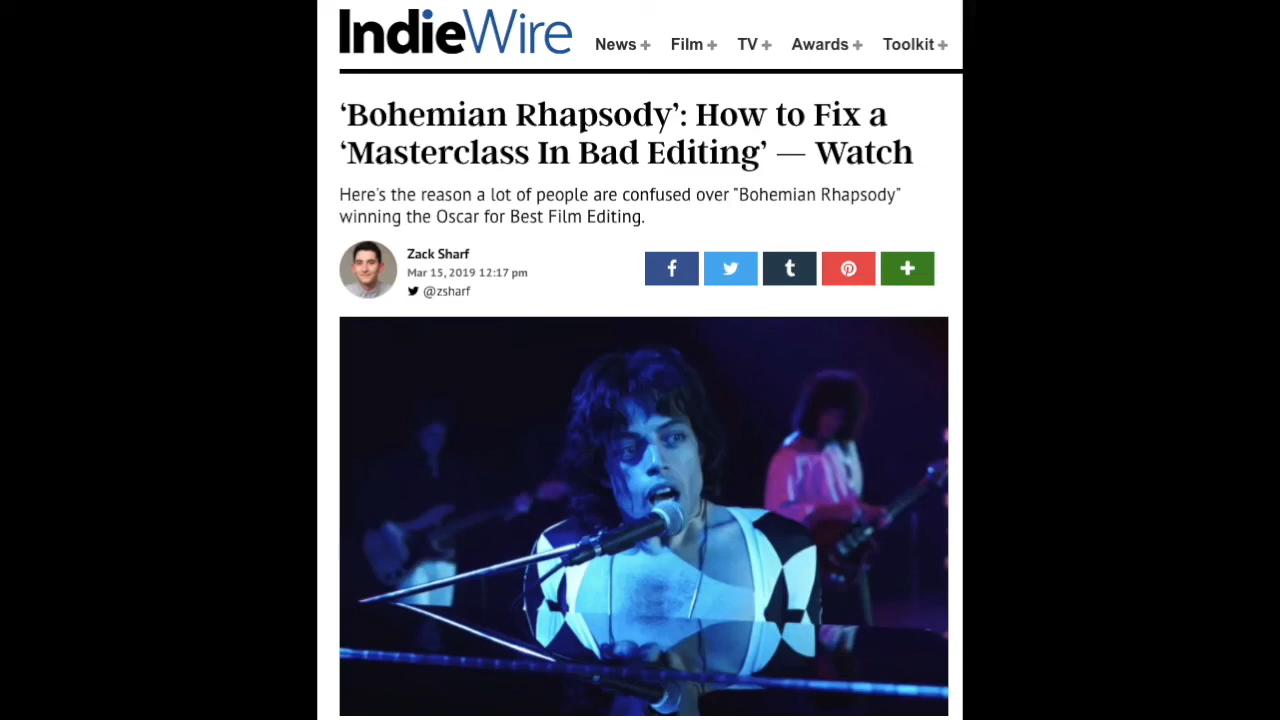 IndieWire
News + Film + TV + Awards + Toolkit +
‘Bohemian Rhapsody’: How to Fix a
‘Masterclass In Bad Editing’ — Watch
Here's the reason a lot of people are confused over "Bohemian Rhapsody"
winning the Oscar for Best Film Editing.
Zack Sharf
Mar 15, 2019 12:17 pm
@zsharf